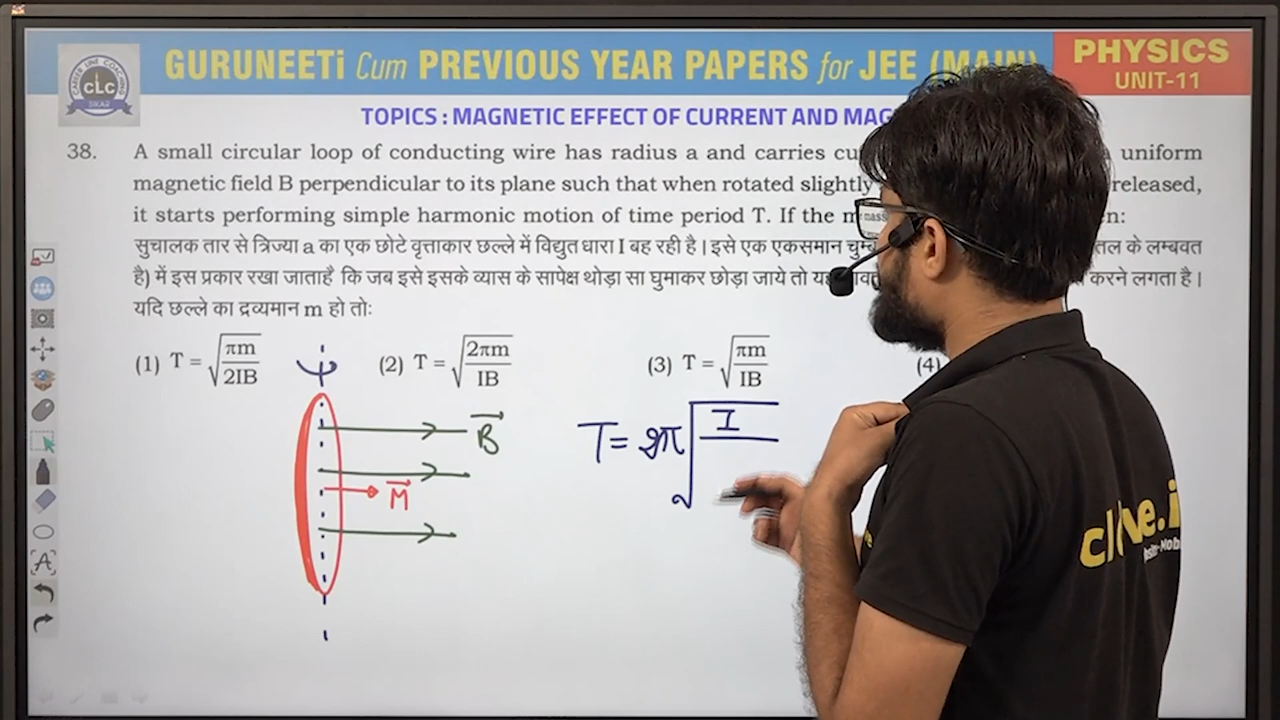 GURUNEETi Cum PREVIOUS YEAR PAPERS for JEE (MAIN)
PHYSICS
UNIT-11
CLC
SIKAR
TOPICS : MAGNETIC EFFECT OF CURRENT AND MAG
38. A small circular loop of conducting wire has radius a and carries cu uniform
magnetic field B perpendicular to its plane such that when rotated slightly released,
it starts performing simple harmonic motion of time period T. If the m mass en:
सुचालक तार से त्रिज्या a का एक छोटे वृत्ताकार छल्ले में विद्युत धारा I बह रही है। इसे एक एकसमान चुम्ब तल के लम्बवत
है) में इस प्रकार रखा जाताहै कि जब इसे इसके व्यास के सापेक्ष थोड़ा सा घुमाकर छोड़ा जाये तो यह करने लगता है।
यदि छल्ले का द्रव्यमान m हो तोः
(1) T = √(πm/2IB) (2) T = √(2πm/IB) (3) T = √(πm/IB) (4)
B
M
T = 2π√I